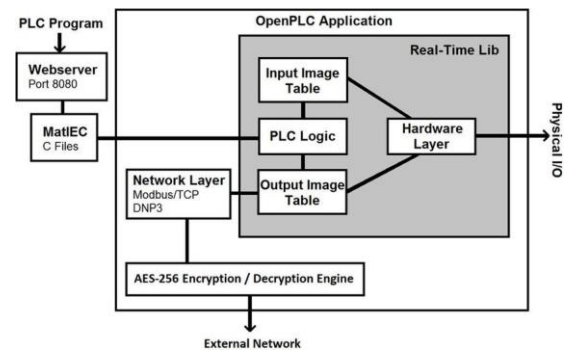 PLC Program
OpenPLC Application
Webserver
Port 8080
MatIEC
C Files
Real-Time Lib
Input Image
Table
PLC Logic
Hardware
Layer
Output Image
Table
Physical I/O
Network Layer
Modbus/TCP
DNP3
AES-256 Encryption / Decryption Engine
External Network